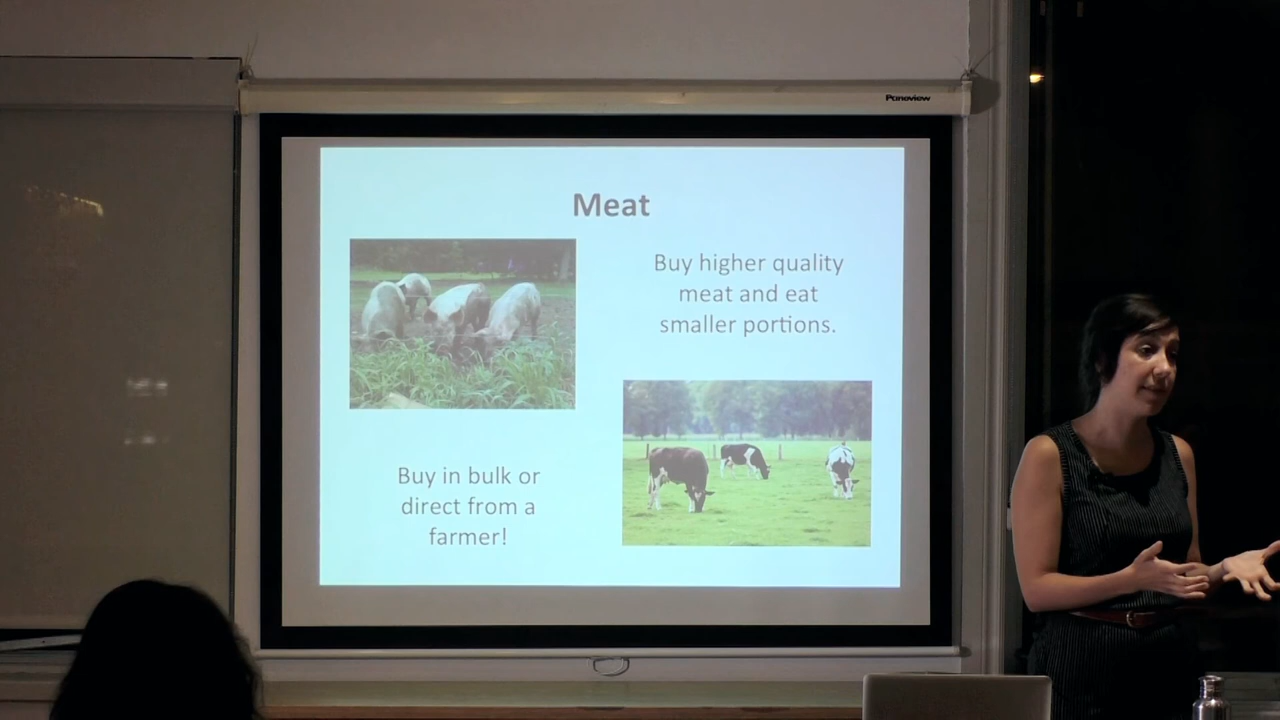 Panoview
Meat
Buy higher quality
meat and eat
smaller portions.
Buy in bulk or
direct from a
farmer!